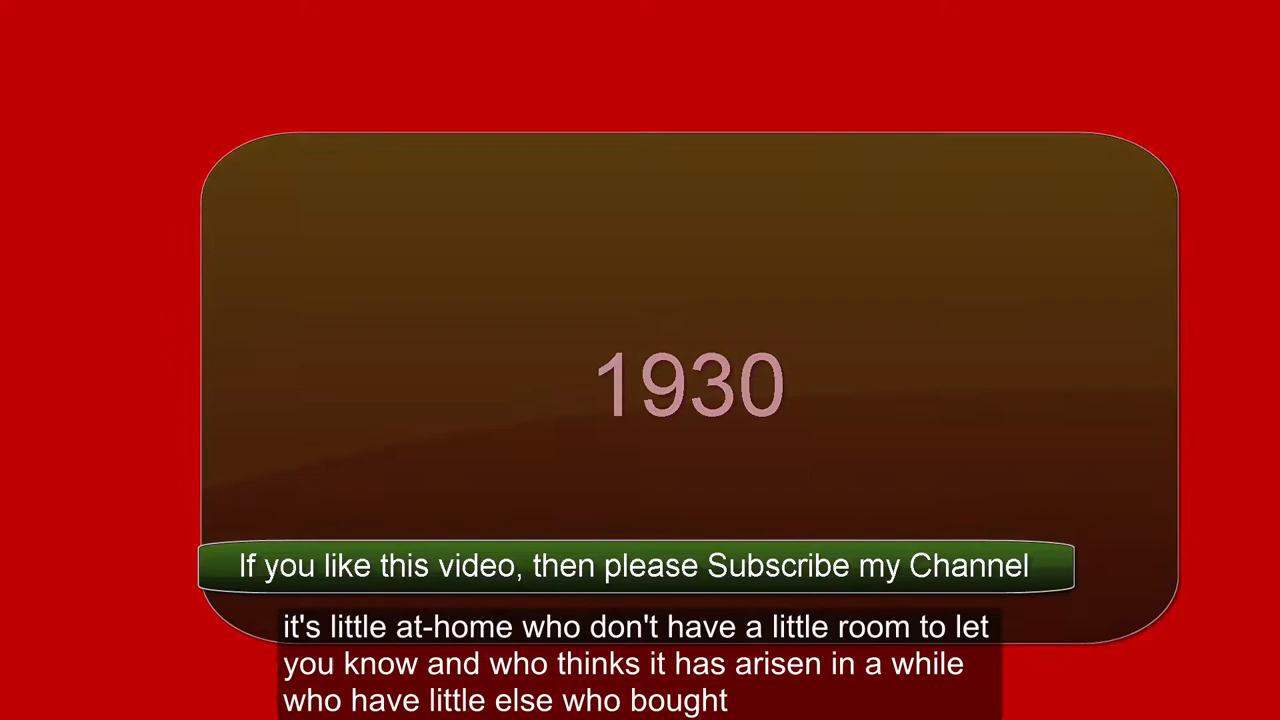 1930
If you like this video, then please Subscribe my Channel
it's little at-home who don't have a little room to let
you know and who thinks it has arisen in a while
who have little else who bought